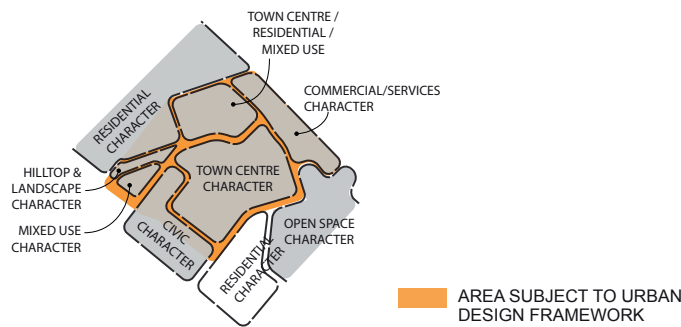 TOWN CENTRE /
RESIDENTIAL /
MIXED USE
COMMERCIAL/SERVICES
CHARACTER
RESIDENTIAL
CHARACTER
HILLTOP &
LANDSCAPE
CHARACTER
TOWN CENTRE
CHARACTER
MIXED USE
CHARACTER
CIVIC
CHARACTER
OPEN SPACE
CHARACTER
RESIDENTIAL
CHARACTER
AREA SUBJECT TO URBAN
DESIGN FRAMEWORK